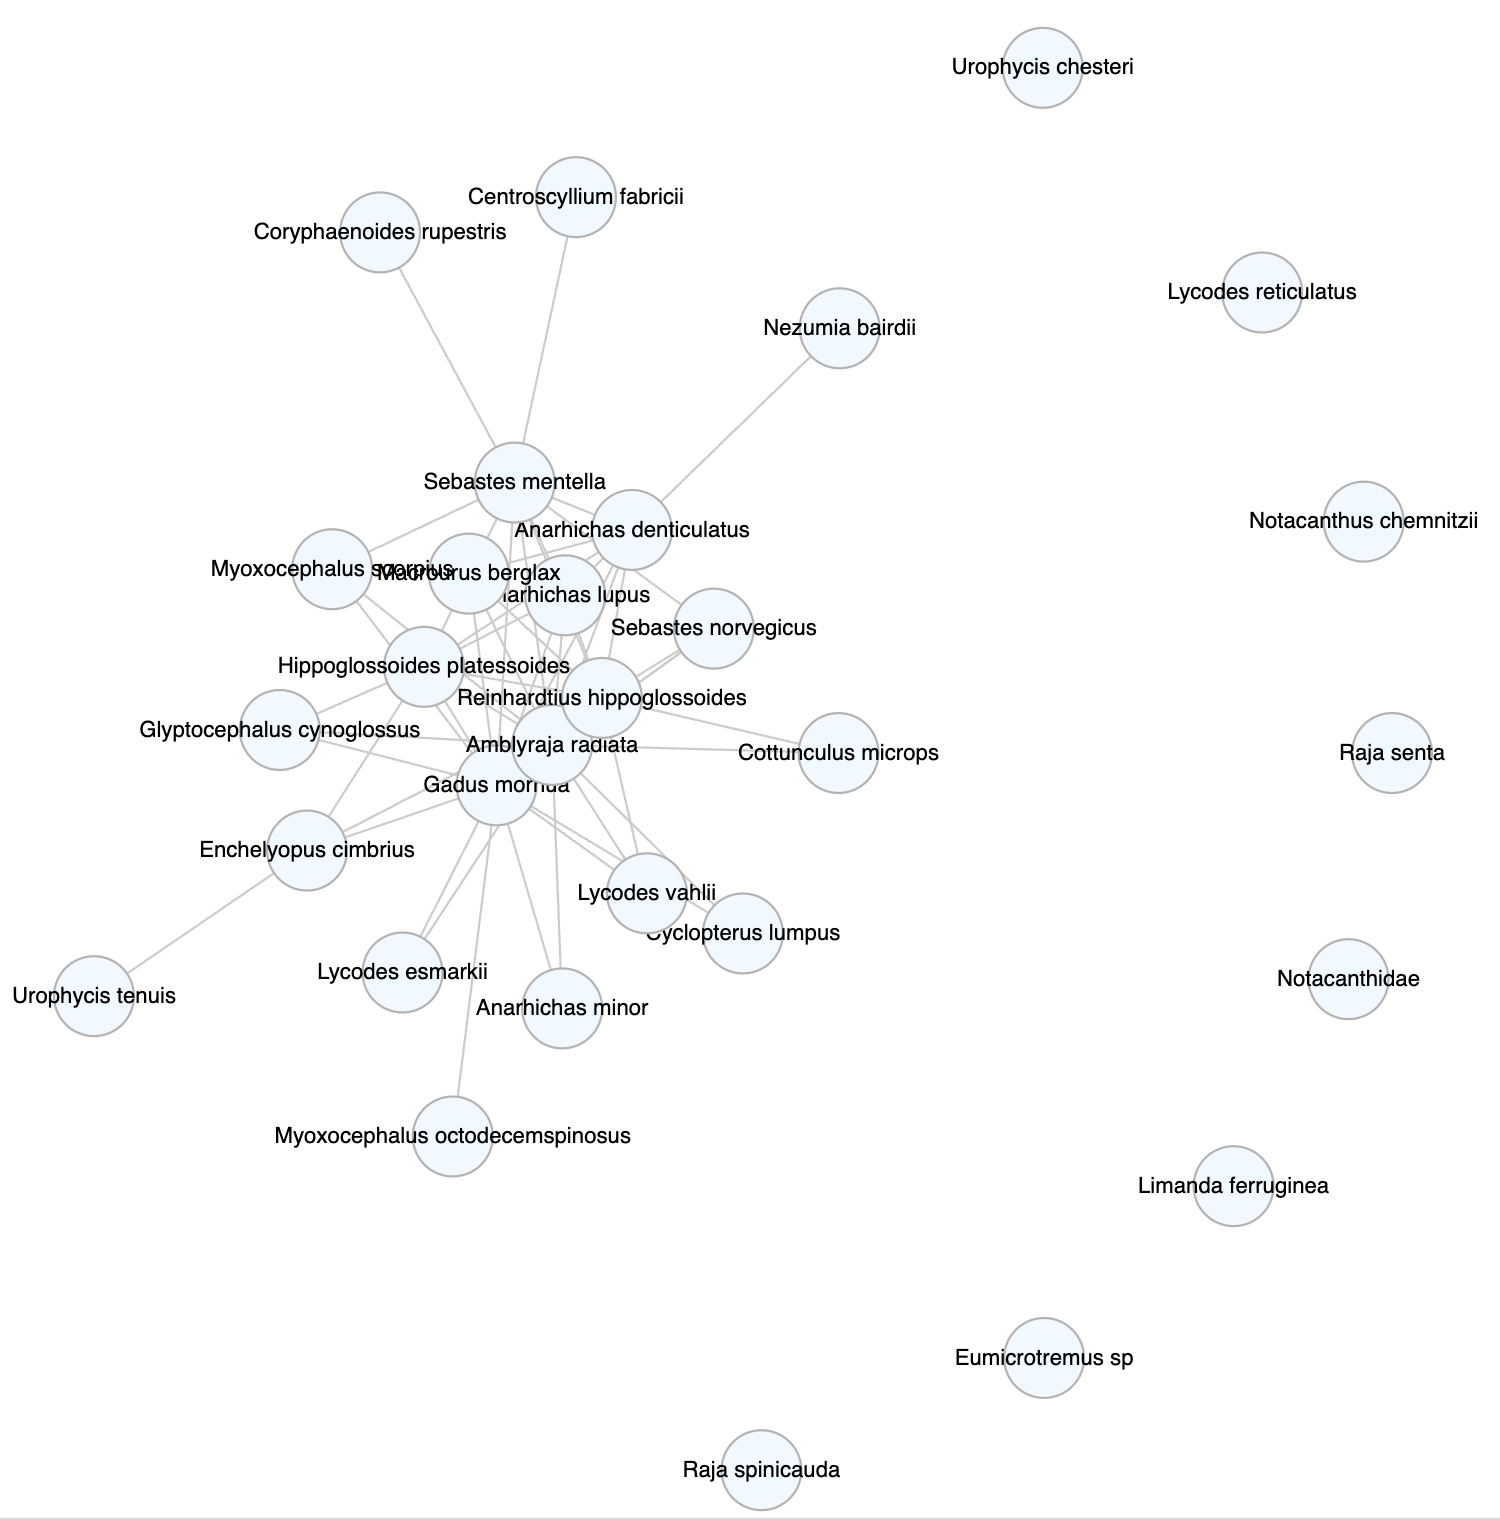 Urophycis chesteri
Centroscyllium fabricii
Coryphaenoides rupestris
Lycodes reticulatus
Nezumia bairdii
Sebastes mentella
Notacanthus chemnitzii
Anarhichas denticulatus
Myoxocephalus scorpius
Macrourus berglax
arhichas lupus
Sebastes norvegicus
Hippoglossoides platessoides
Reinhardtius hippoglossoides
Glyptocephalus cynoglossus
Amblyraja radiata
Cottunculus microps
Raja senta
Gadus morhua
Enchelyopus cimbrius
Lycodes vahlii
Cyclopterus lumpus
Lycodes esmarkii
Notacanthidae
Urophycis tenuis
Anarhichas minor
Myoxocephalus octodecemspinosus
Limanda ferruginea
Eumicrotremus sp
Raja spinicauda